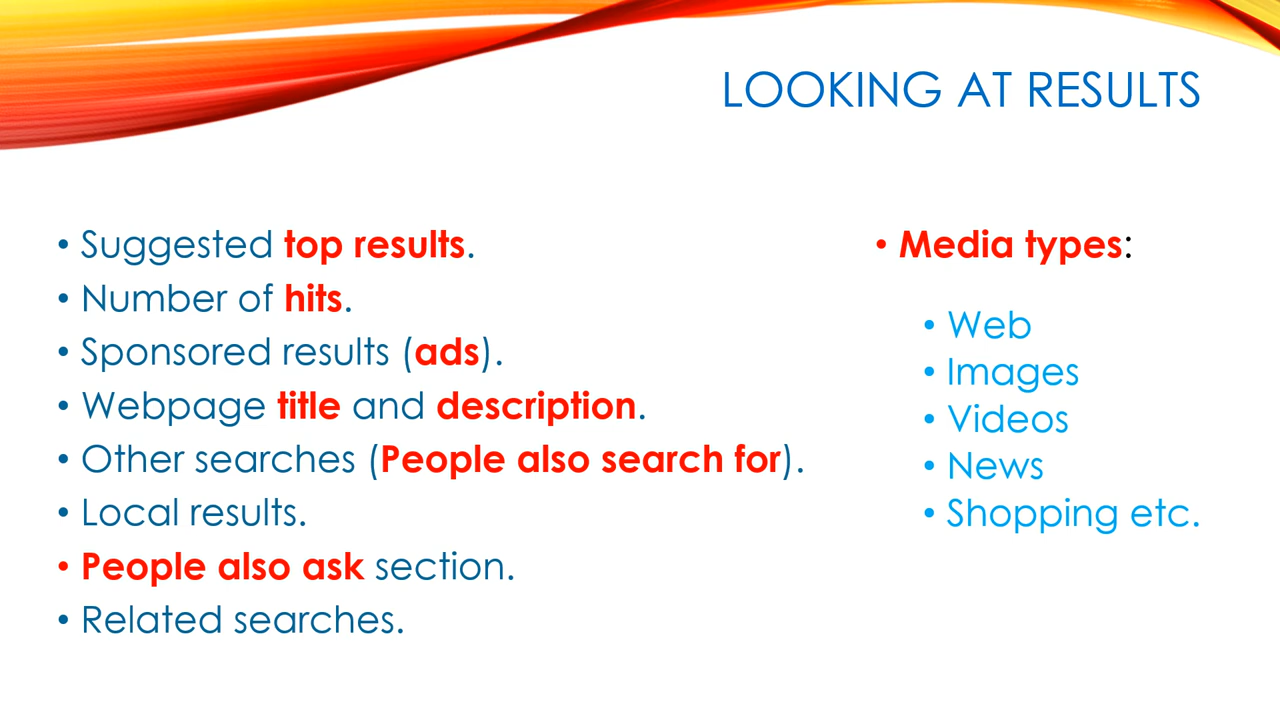 LOOKING AT RESULTS
• Suggested top results.
• Number of hits.
• Sponsored results (ads).
• Webpage title and description.
• Other searches (People also search for).
• Local results.
• People also ask section.
• Related searches.
• Media types:
• Web
• Images
• Videos
• News
• Shopping etc.